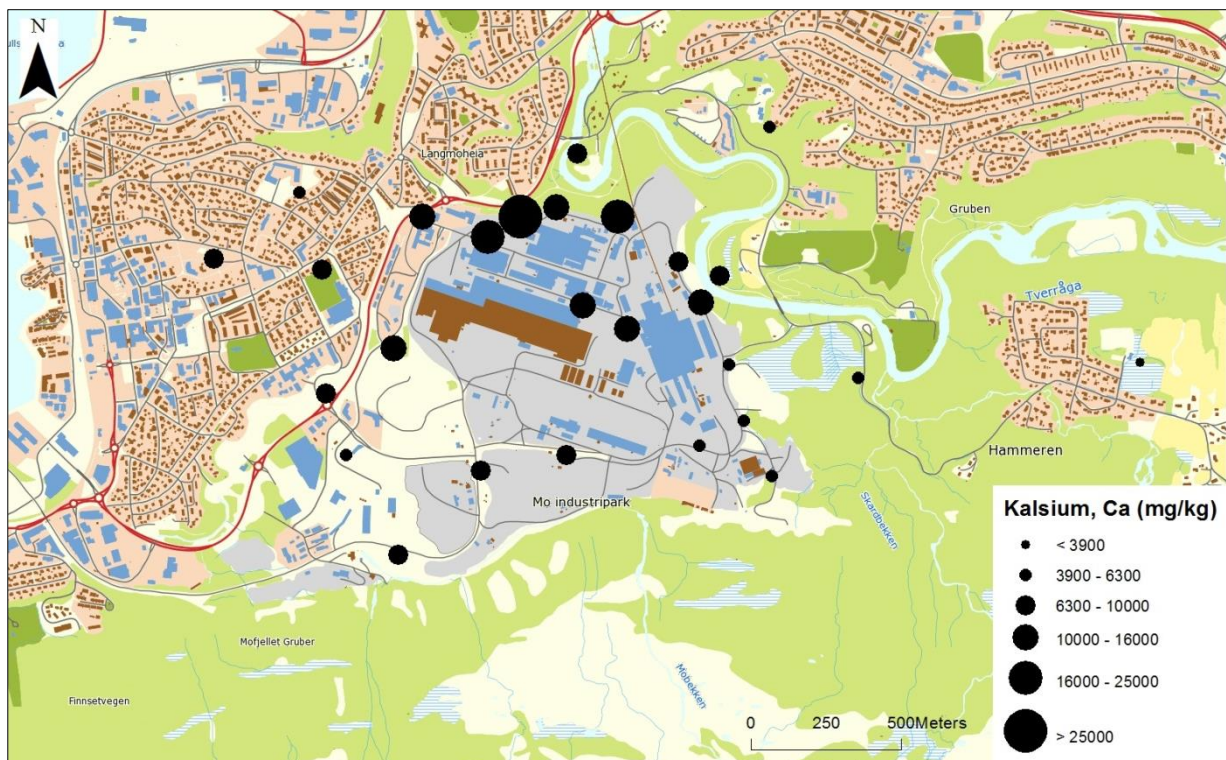 N
Langmoheia
Gruben
Tverråga
Hammeren
Mo industripark
Skardbekken
Mofjellet Gruber
Mobekken
Finnsetvegen
0 250 500Meters
Kalsium, Ca (mg/kg)
< 3900
3900 - 6300
6300 - 10000
10000 - 16000
16000 - 25000
> 25000